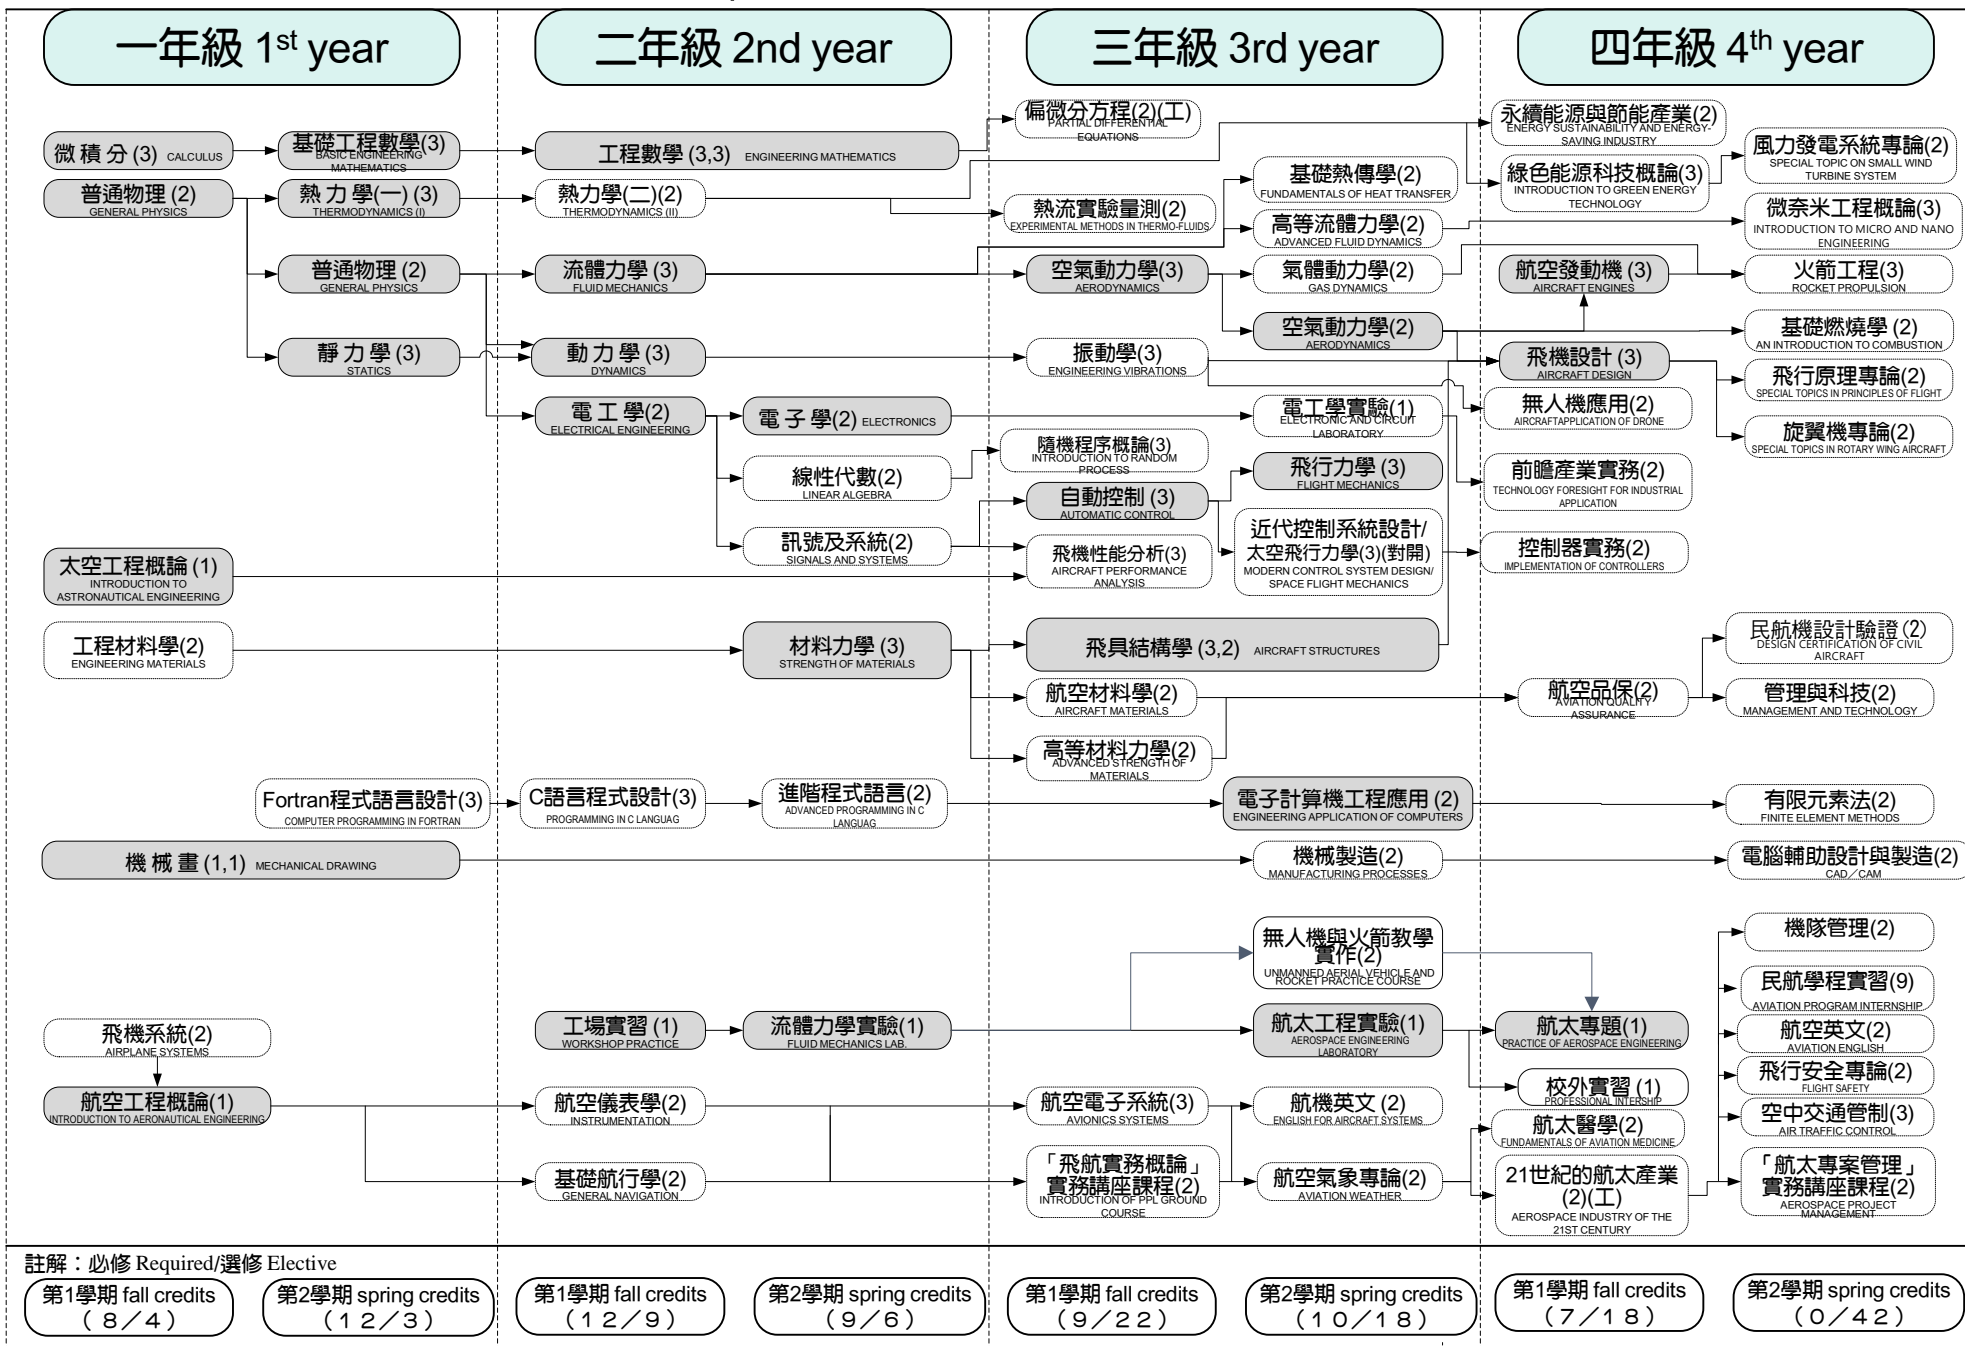 一年級 1st year
二年級 2nd year
三年級 3rd year
四年級 4th year
微 積 分 (3) CALCULUS
基礎工程數學(3)
BASIC ENGINEERING
MATHEMATICS
工程數學 (3,3) ENGINEERING MATHEMATICS
偏微分方程(2)(工)
PARTIAL DIFFERENTIAL
EQUATIONS
永續能源與節能產業(2)
ENERGY SUSTAINABILITY AND ENERGY-
SAVING INDUSTRY
風力發電系統專論(2)
SPECIAL TOPIC ON SMALL WIND
TURBINE SYSTEM
普通物理 (2)
GENERAL PHYSICS
熱 力 學(一) (3)
THERMODYNAMICS (I)
熱力學(二)(2)
THERMODYNAMICS (II)
熱流實驗量測(2)
EXPERIMENTAL METHODS IN THERMO-FLUIDS
基礎熱傳學(2)
FUNDAMENTALS OF HEAT TRANSFER
綠色能源科技概論(3)
INTRODUCTION TO GREEN ENERGY
TECHNOLOGY
高等流體力學(2)
ADVANCED FLUID DYNAMICS
微奈米工程概論(3)
INTRODUCTION TO MICRO AND NANO
ENGINEERING
普通物理 (2)
GENERAL PHYSICS
流體力學 (3)
FLUID MECHANICS
空氣動力學(3)
AERODYNAMICS
氣體動力學(2)
GAS DYNAMICS
航空發動機 (3)
AIRCRAFT ENGINES
火箭工程(3)
ROCKET PROPULSION
空氣動力學(2)
AERODYNAMICS
基礎燃燒學 (2)
AN INTRODUCTION TO COMBUSTION
靜 力 學 (3)
STATICS
動 力 學 (3)
DYNAMICS
振動學(3)
ENGINEERING VIBRATIONS
飛機設計 (3)
AIRCRAFT DESIGN
飛行原理專論(2)
SPECIAL TOPICS IN PRINCIPLES OF FLIGHT
電 工 學(2)
ELECTRICAL ENGINEERING
電 子 學(2) ELECTRONICS
電工學實驗(1)
ELECTRONIC AND CIRCUIT
LABORATORY
無人機應用(2)
AIRCRAFTAPPLICATION OF DRONE
旋翼機專論(2)
SPECIAL TOPICS IN ROTARY WING AIRCRAFT
線性代數(2)
LINEAR ALGEBRA
隨機程序概論(3)
INTRODUCTION TO RANDOM
PROCESS
飛行力學 (3)
FLIGHT MECHANICS
前瞻產業實務(2)
TECHNOLOGY FORESIGHT FOR INDUSTRIAL
APPLICATION
自動控制 (3)
AUTOMATIC CONTROL
訊號及系統(2)
SIGNALS AND SYSTEMS
近代控制系統設計/
太空飛行力學(3)(對開)
MODERN CONTROL SYSTEM DESIGN/
SPACE FLIGHT MECHANICS
控制器實務(2)
IMPLEMENTATION OF CONTROLLERS
太空工程概論 (1)
INTRODUCTION TO
ASTRONAUTICAL ENGINEERING
飛機性能分析(3)
AIRCRAFT PERFORMANCE
ANALYSIS
工程材料學(2)
ENGINEERING MATERIALS
材料力學 (3)
STRENGTH OF MATERIALS
飛具結構學 (3,2) AIRCRAFT STRUCTURES
民航機設計驗證 (2)
DESIGN CERTIFICATION OF CIVIL
AIRCRAFT
航空材料學(2)
AIRCRAFT MATERIALS
航空品保(2)
AVIATION QUALITY
ASSURANCE
管理與科技(2)
MANAGEMENT AND TECHNOLOGY
高等材料力學(2)
ADVANCED STRENGTH OF
MATERIALS
Fortran程式語言設計(3)
COMPUTER PROGRAMMING IN FORTRAN
C語言程式設計(3)
PROGRAMMING IN C LANGUAG
進階程式語言(2)
ADVANCED PROGRAMMING IN C
LANGUAG
電子計算機工程應用 (2)
ENGINEERING APPLICATION OF COMPUTERS
有限元素法(2)
FINITE ELEMENT METHODS
機 械 畫 (1,1) MECHANICAL DRAWING
機械製造(2)
MANUFACTURING PROCESSES
電腦輔助設計與製造(2)
CAD／CAM
無人機與火箭教學
實作(2)
UNMANNED AERIAL VEHICLE AND
ROCKET PRACTICE COURSE
機隊管理(2)
民航學程實習(9)
AVIATION PROGRAM INTERNSHIP
飛機系統(2)
AIRPLANE SYSTEMS
工場實習 (1)
WORKSHOP PRACTICE
流體力學實驗(1)
FLUID MECHANICS LAB.
航太工程實驗(1)
AEROSPACE ENGINEERING
LABORATORY
航太專題(1)
PRACTICE OF AEROSPACE ENGINEERING
航空英文(2)
AVIATION ENGLISH
校外實習 (1)
PROFESSIONAL INTERSHIP
飛行安全專論(2)
FLIGHT SAFETY
航空工程概論(1)
INTRODUCTION TO AERONAUTICAL ENGINEERING
航空儀表學(2)
INSTRUMENTATION
航空電子系統(3)
AVIONICS SYSTEMS
航機英文 (2)
ENGLISH FOR AIRCRAFT SYSTEMS
航太醫學(2)
FUNDAMENTALS OF AVIATION MEDICINE
空中交通管制(3)
AIR TRAFFIC CONTROL
基礎航行學(2)
GENERAL NAVIGATION
「飛航實務概論」
實務講座課程(2)
INTRODUCTION OF PPL GROUND
COURSE
航空氣象專論(2)
AVIATION WEATHER
21世紀的航太產業
(2)(工)
AEROSPACE INDUSTRY OF THE
21ST CENTURY
「航太專案管理」
實務講座課程(2)
AEROSPACE PROJECT
MANAGEMENT
註解：必修 Required/選修 Elective
第1學期 fall credits
（８／４）
第2學期 spring credits
（１２／３）
第1學期 fall credits
（１２／９）
第2學期 spring credits
（９／６）
第1學期 fall credits
（９／２２）
第2學期 spring credits
（１０／１８）
第1學期 fall credits
（７／１８）
第2學期 spring credits
（０／４２）